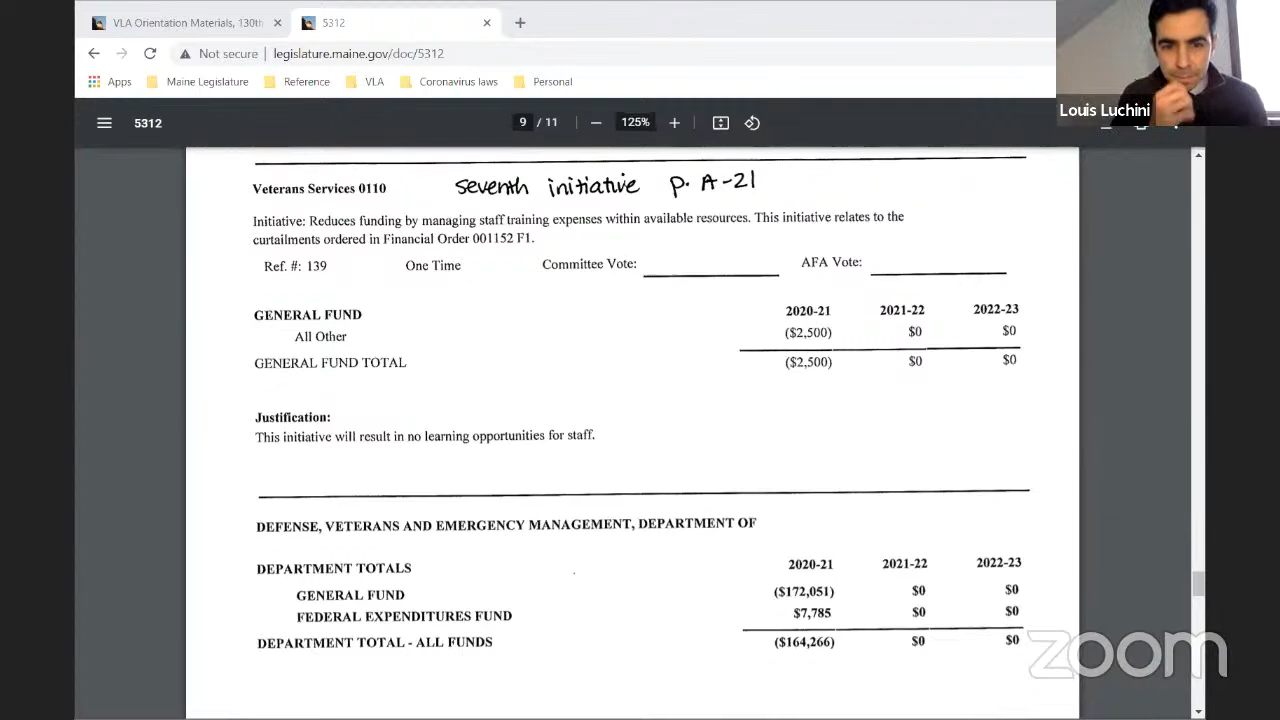 VLA Orientation Materials, 130th
5312
Not secure | legislature.maine.gov/doc/5312
Apps Maine Legislature Reference VLA Coronavirus laws Personal
Louis Luchini
5312 9 / 11 125%
Veterans Services 0110 seventh initiative p. A-21
Initiative: Reduces funding by managing staff training expenses within available resources. This initiative relates to the
curtailments ordered in Financial Order 001152 F1.
Ref. #: 139 One Time Committee Vote: AFA Vote:
GENERAL FUND 2020-21 2021-22 2022-23
All Other ($2,500) $0 $0
GENERAL FUND TOTAL ($2,500) $0 $0
Justification:
This initiative will result in no learning opportunities for staff.
DEFENSE, VETERANS AND EMERGENCY MANAGEMENT, DEPARTMENT OF
DEPARTMENT TOTALS 2020-21 2021-22 2022-23
GENERAL FUND ($172,051) $0 $0
FEDERAL EXPENDITURES FUND $7,785 $0 $0
DEPARTMENT TOTAL - ALL FUNDS ($164,266) $0 $0
zoom